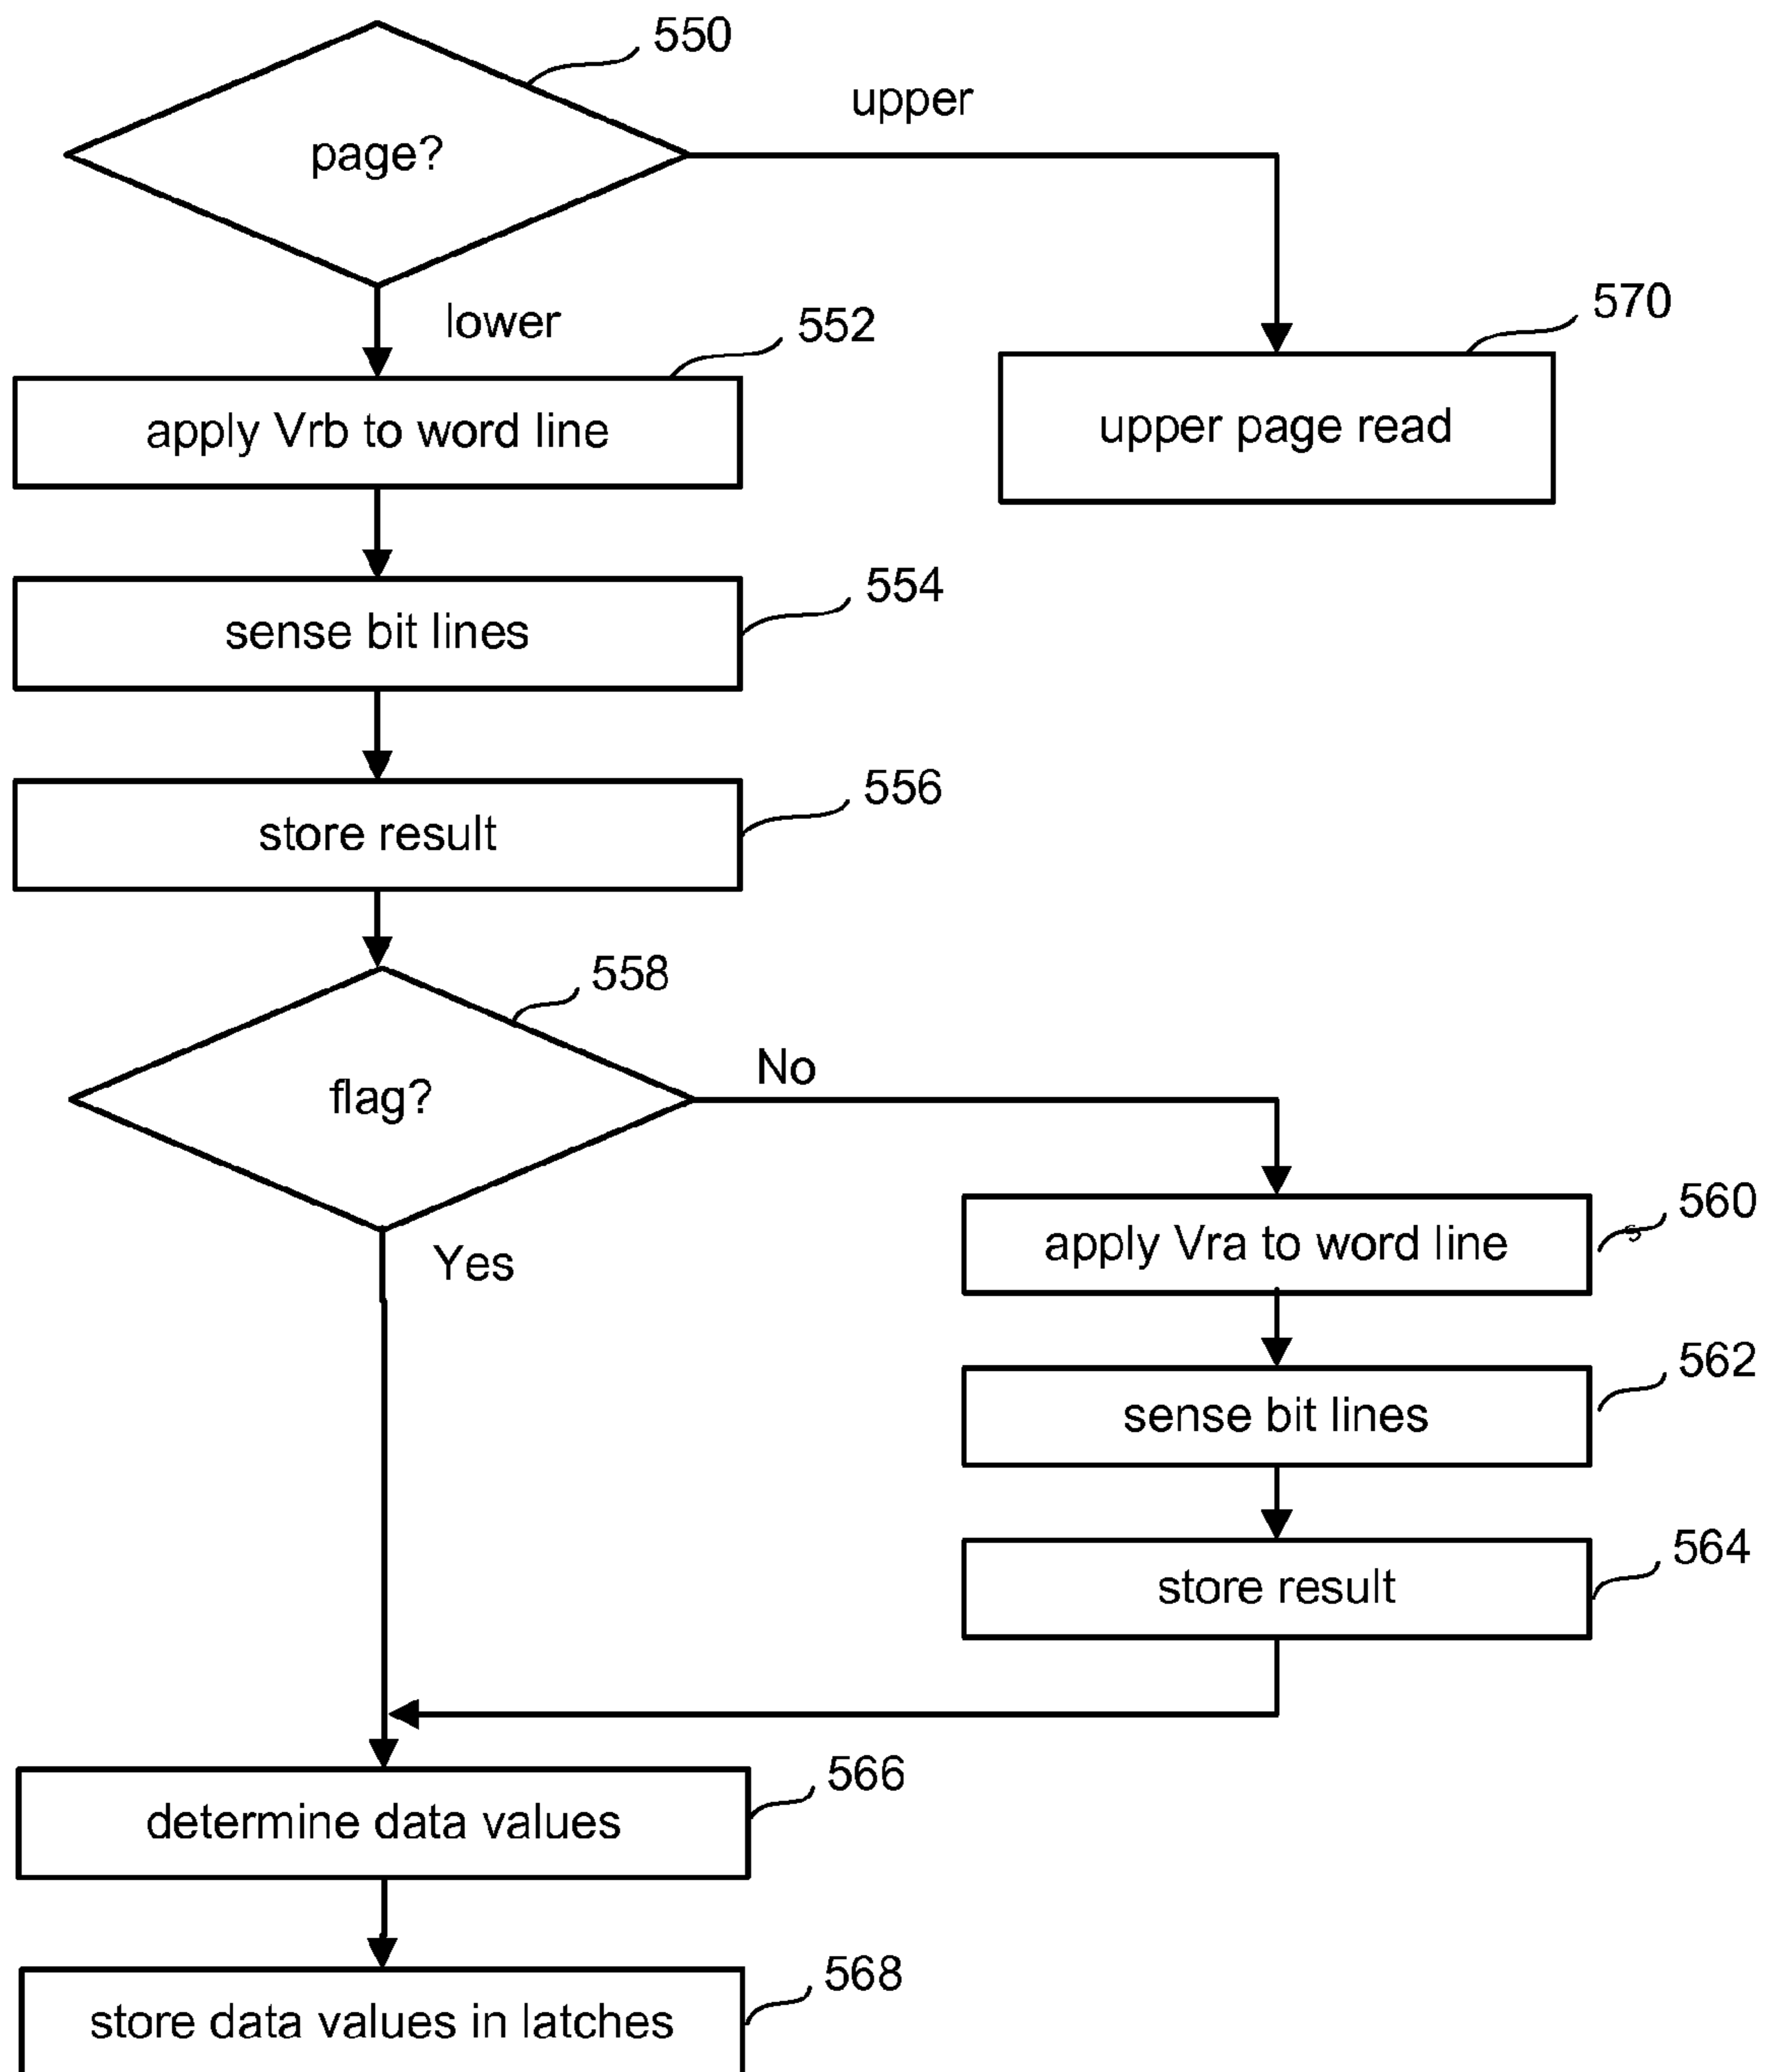 550
upper
page?
570
lower
552
apply Vrb to word line
upper page read
554
sense bit lines
556
store result
558
No
flag?
560
apply Vra to word line
Yes
562
sense bit lines
564
store result
566
determine data values
568
store data values in latches